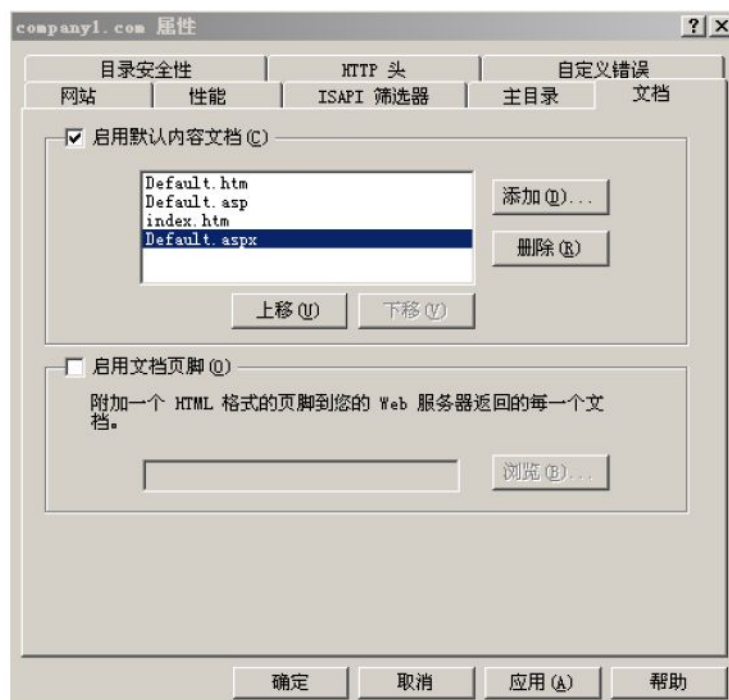 company1.com 属性
目录安全性 HTTP 头 自定义错误
网站 性能 ISAPI 筛选器 主目录 文档
启用默认内容文档(C)
Default.htm
Default.asp
index.htm
Default.aspx
添加(D)...
删除(R)
上移(U) 下移(V)
启用文档页脚(O)
附加一个 HTML 格式的页脚到您的 Web 服务器返回的每一个文
档。
浏览(B)...
确定 取消 应用(A) 帮助